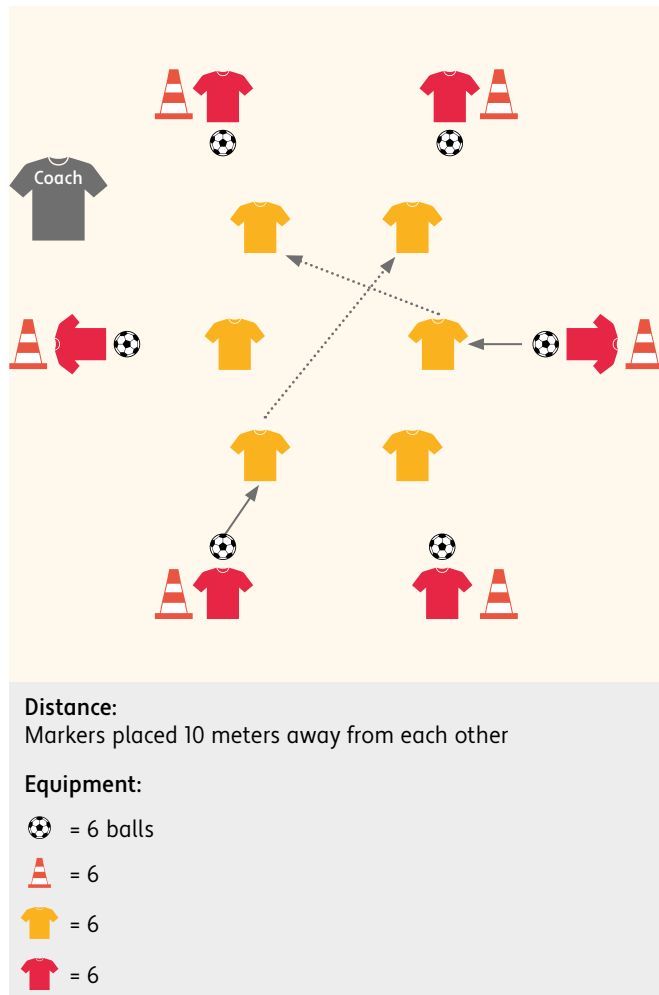 Coach
Distance:
Markers placed 10 meters away from each other
Equipment:
= 6 balls
= 6
= 6
= 6